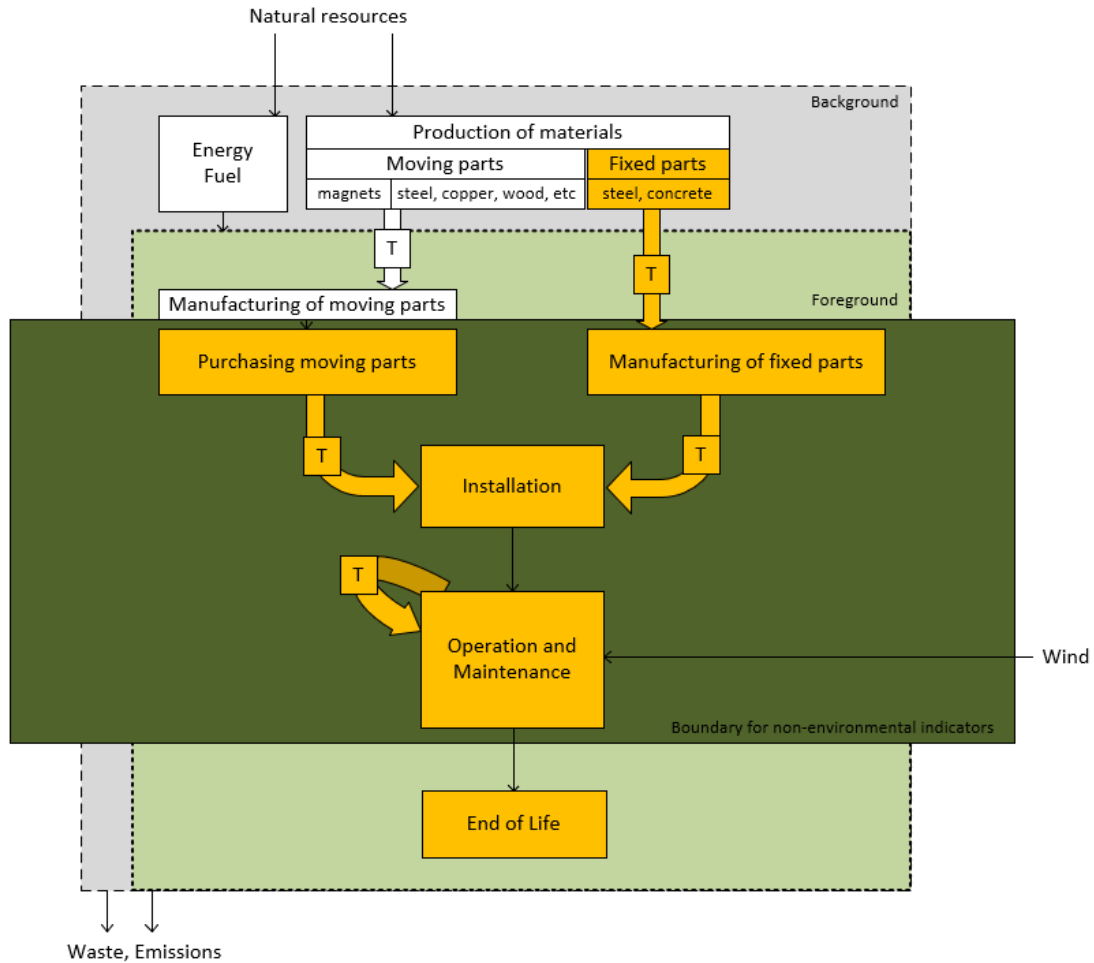 Natural resources
Background
Energy
Fuel
Production of materials
Moving parts
Fixed parts
magnets
steel, copper, wood, etc
steel, concrete
T
T
Foreground
Manufacturing of moving parts
Purchasing moving parts
Manufacturing of fixed parts
T
T
Installation
T
Operation and
Maintenance
Wind
Boundary for non-environmental indicators
End of Life
Waste, Emissions